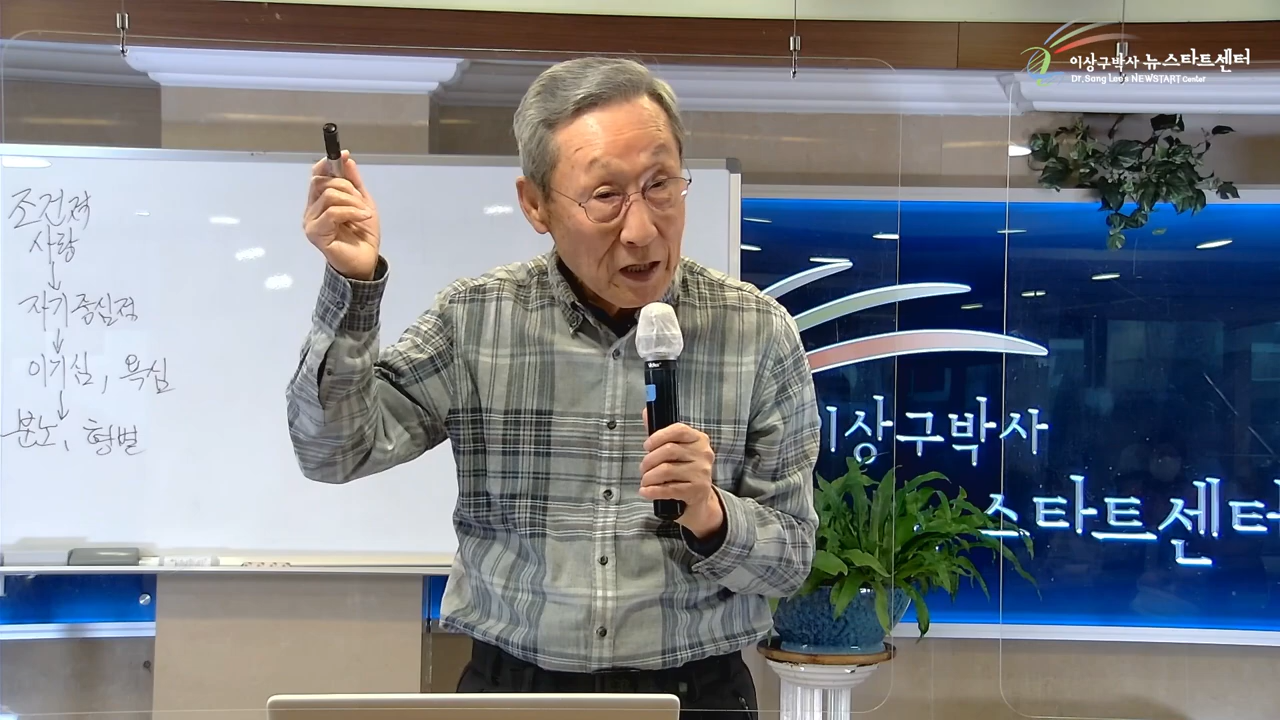 이상구박사 뉴스타트센터
Dr.Sang Lee's NEWSTART Center
조건적
사랑
↓
자기중심적
↓
이기심, 욕심
↓
분노, 형벌
이상구박사
스타트센터